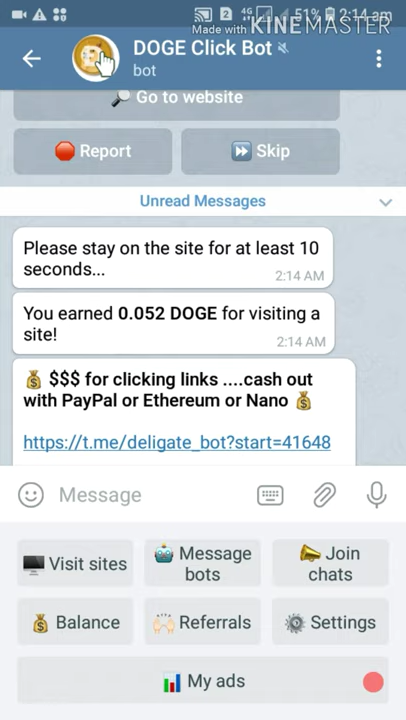 4G 51% 2:14 am
Made with KINEMASTER
DOGE Click Bot
bot
Go to website
Report
Skip
Unread Messages
Please stay on the site for at least 10
seconds...
2:14 AM
You earned 0.052 DOGE for visiting a
site!
2:14 AM
$$$ for clicking links ....cash out
with PayPal or Ethereum or Nano
https://t.me/deligate_bot?start=41648
Message
Visit sites
Message
bots
Join
chats
Balance
Referrals
Settings
My ads